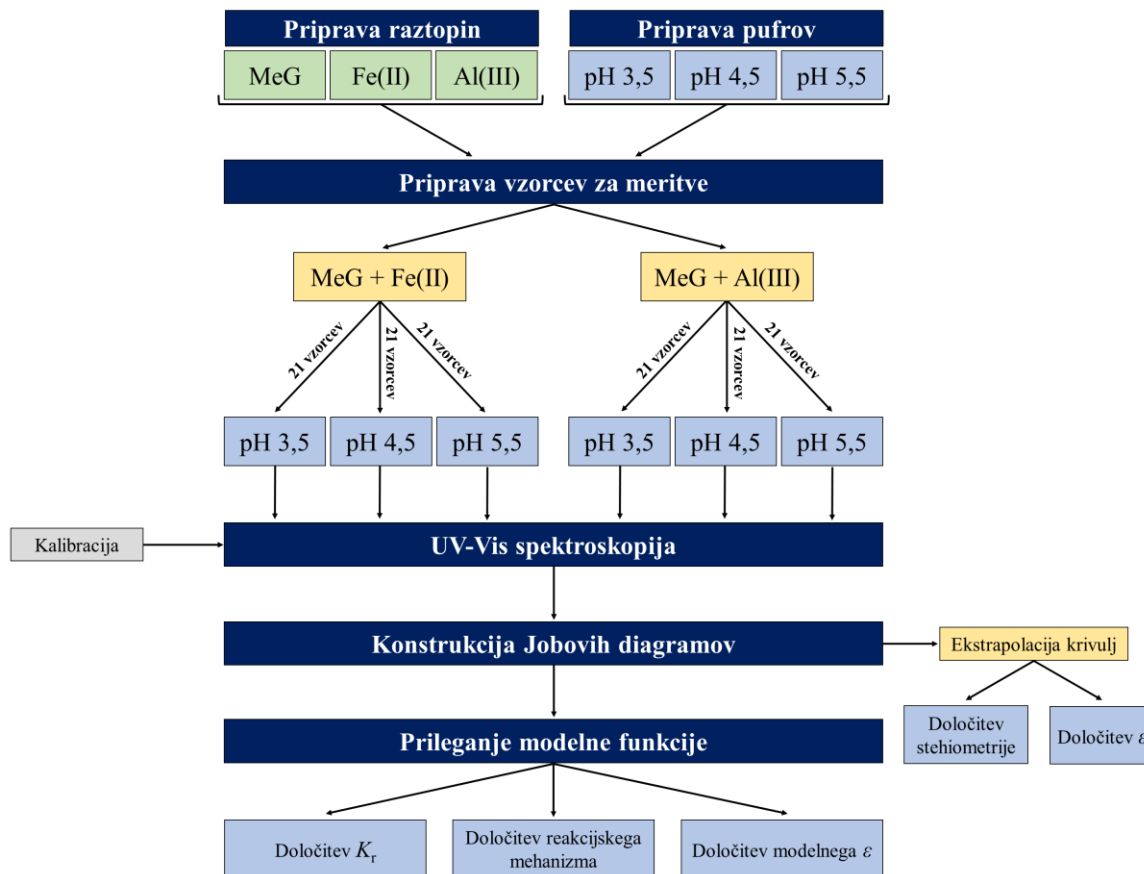 Priprava raztopin
Priprava pufrov
MeG
Fe(II)
Al(III)
pH 3,5
pH 4,5
pH 5,5
Priprava vzorcev za meritve
MeG + Fe(II)
MeG + Al(III)
21 vzorcev
21 vzorcev
21 vzorcev
21 vzorcev
21 vzorcev
21 vzorcev
pH 3,5
pH 4,5
pH 5,5
pH 3,5
pH 4,5
pH 5,5
Kalibracija
UV-Vis spektroskopija
Konstrukcija Jobovih diagramov
Ekstrapolacija krivulj
Določitev
stehiometrije
Določitev ε
Prileganje modelne funkcije
Določitev Kr
Določitev reakcijskega
mehanizma
Določitev modelnega ε